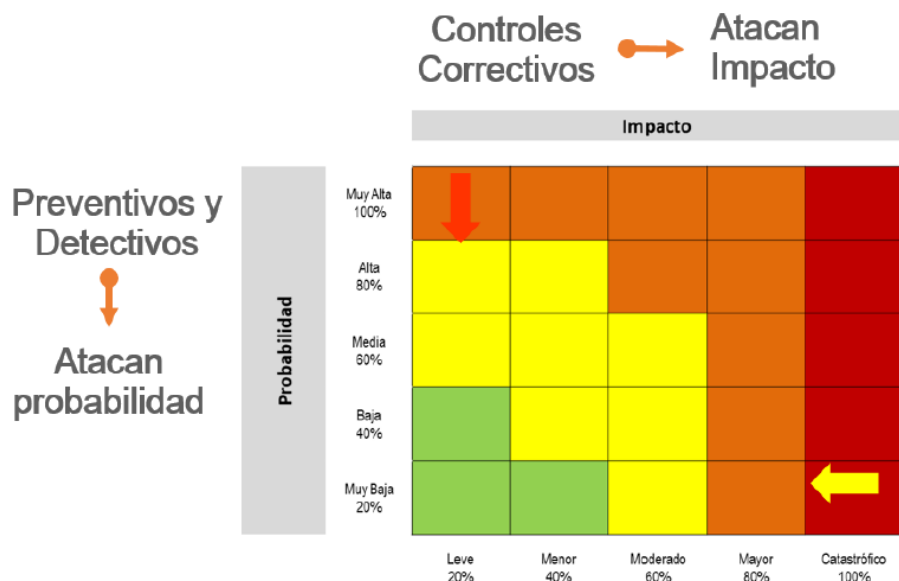 Controles
Correctivos
Atacan
Impacto
Impacto
Preventivos y
Detectivos
Atacan
probabilidad
Probabilidad
Muy Alta
100%
Alta
80%
Media
60%
Baja
40%
Muy Baja
20%
Leve
20%
Menor
40%
Moderado
60%
Mayor
80%
Catastrófico
100%